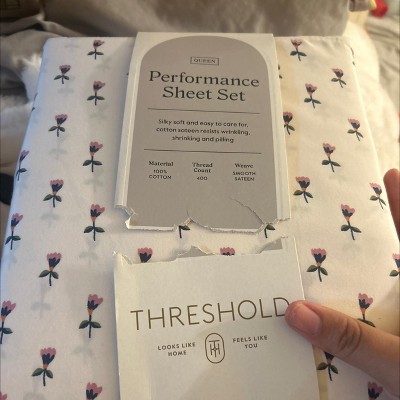 Performance
Sheet Set
Silky soft and easy to care for,
cotton sateen resists wrinkling,
shrinking and pilling
Material
100%
COTTON
Thread
Count
400
Weave
SMOOTH
SATEEN
THRESHOLD
LOOKS LIKE
HOME
FEELS LIKE
YOU